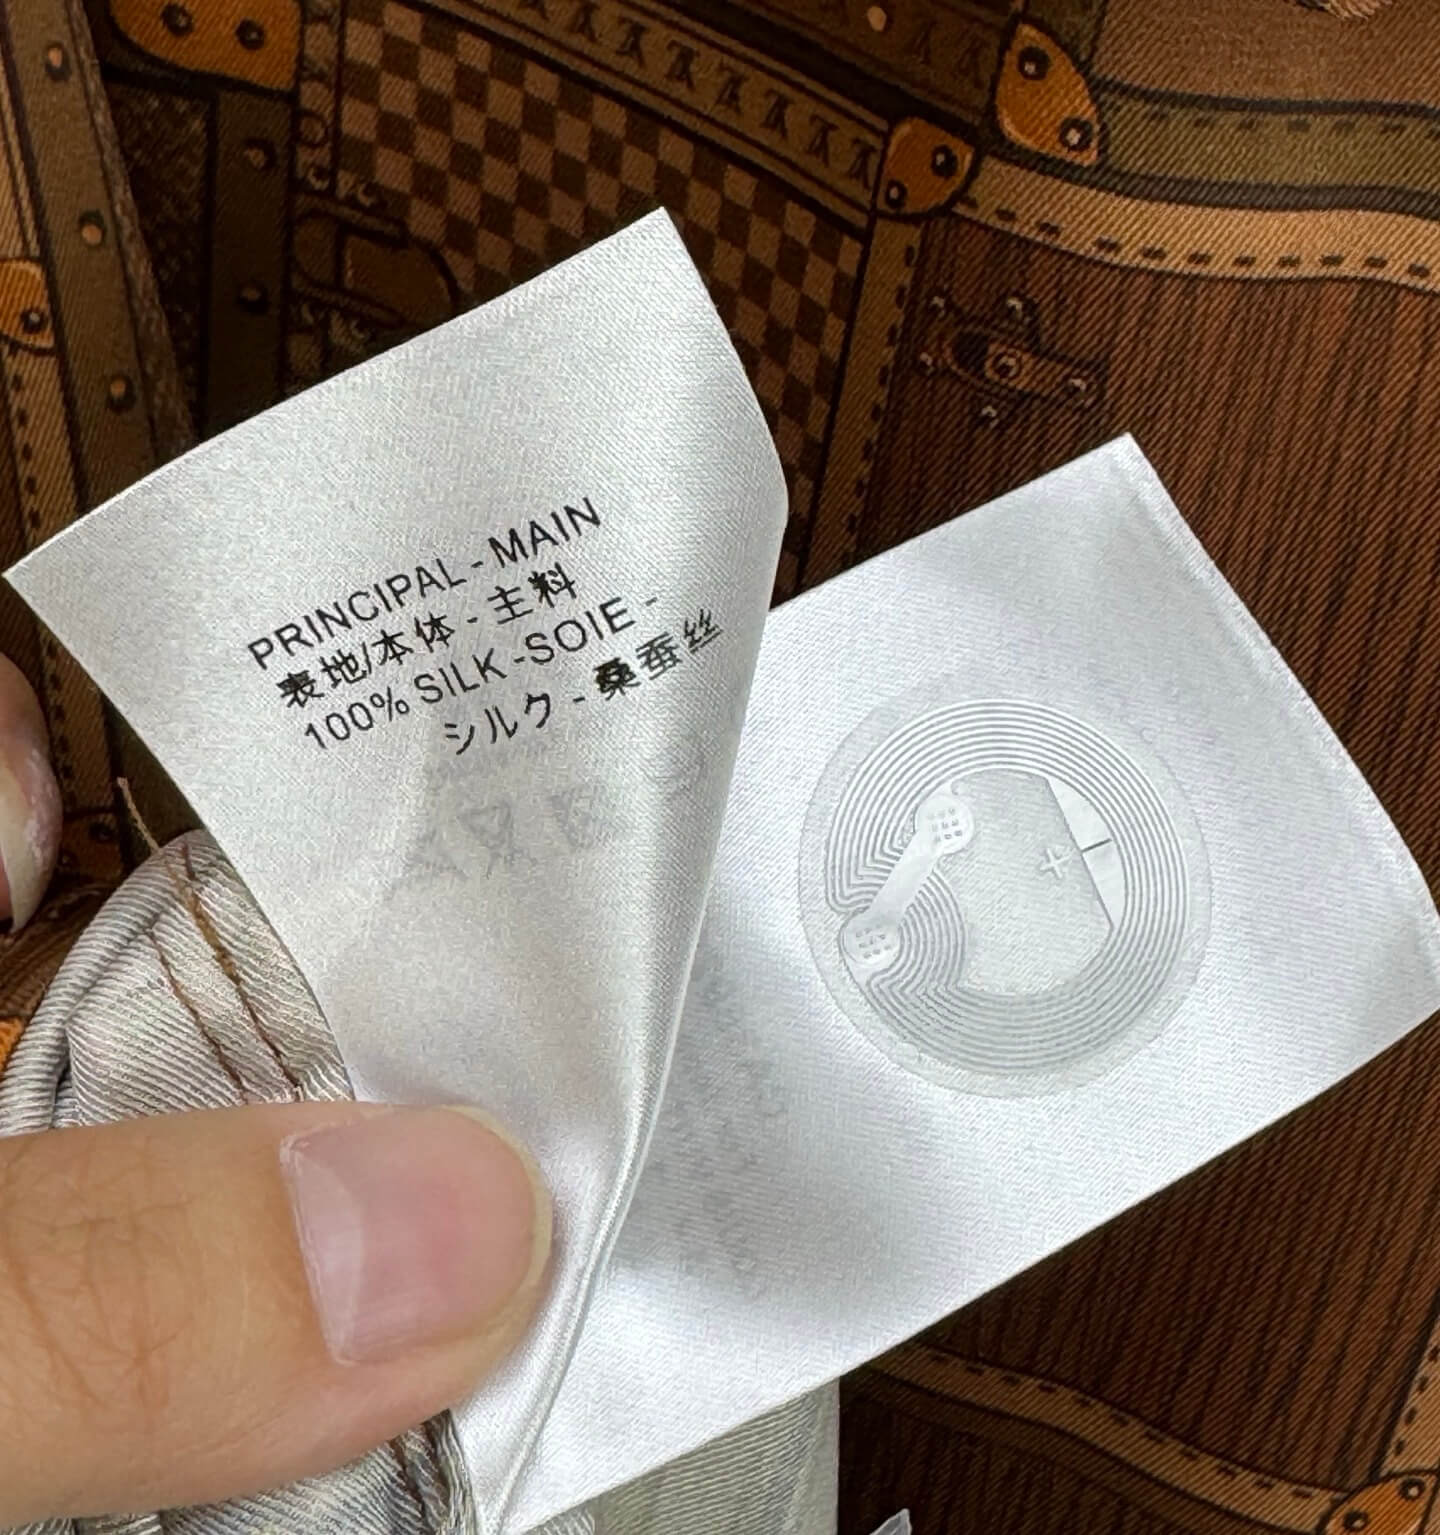 PRINCIPAL - MAIN
表地/本体 - 主料
100% SILK -SOIE -
シルク - 桑蚕丝